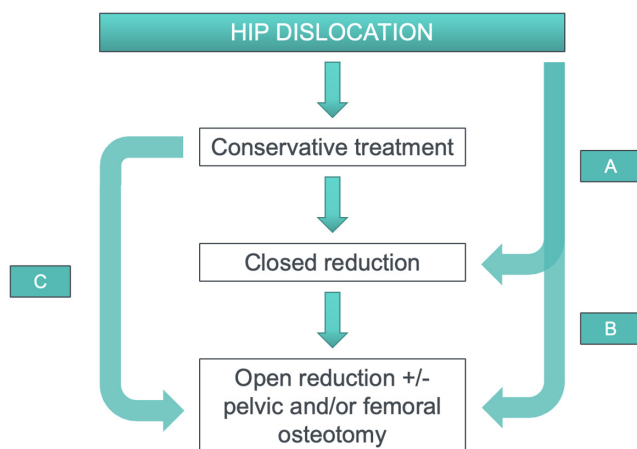 HIP DISLOCATION
Conservative treatment
A
Closed reduction
C
B
Open reduction +/-
pelvic and/or femoral
osteotomy